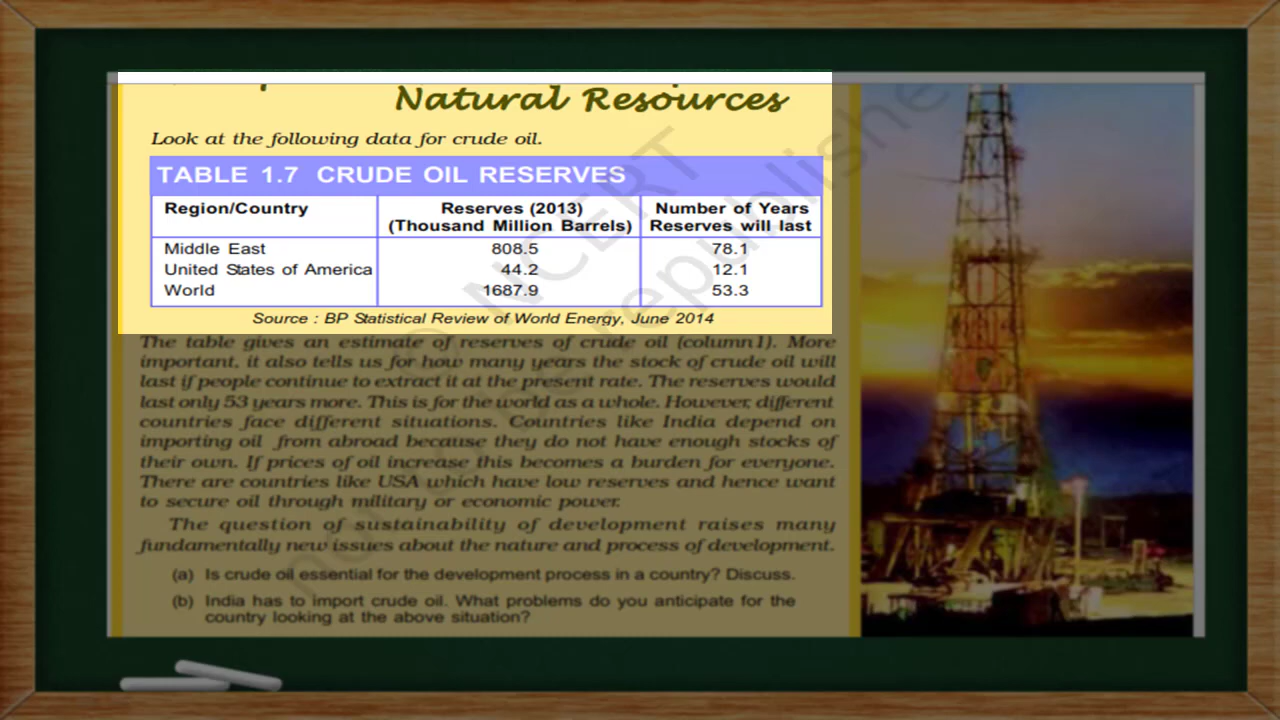 Natural Resources
Look at the following data for crude oil.
TABLE 1.7 CRUDE OIL RESERVES
Region/Country Reserves (2013) (Thousand Million Barrels) Number of Years Reserves will last
Middle East 808.5 78.1
United States of America 44.2 12.1
World 1687.9 53.3
Source : BP Statistical Review of World Energy, June 2014
The table gives an estimate of reserves of crude oil (column1). More
important, it also tells us for how many years the stock of crude oil will
last if people continue to extract it at the present rate. The reserves would
last only 53 years more. This is for the world as a whole. However, different
countries face different situations. Countries like India depend on
importing oil from abroad because they do not have enough stocks of
their own. If prices of oil increase this becomes a burden for everyone.
There are countries like USA which have low reserves and hence want
to secure oil through military or economic power.
The question of sustainability of development raises many
fundamentally new issues about the nature and process of development.
(a) Is crude oil essential for the development process in a country? Discuss.
(b) India has to import crude oil. What problems do you anticipate for the
country looking at the above situation?
© NCERT
not to be republished